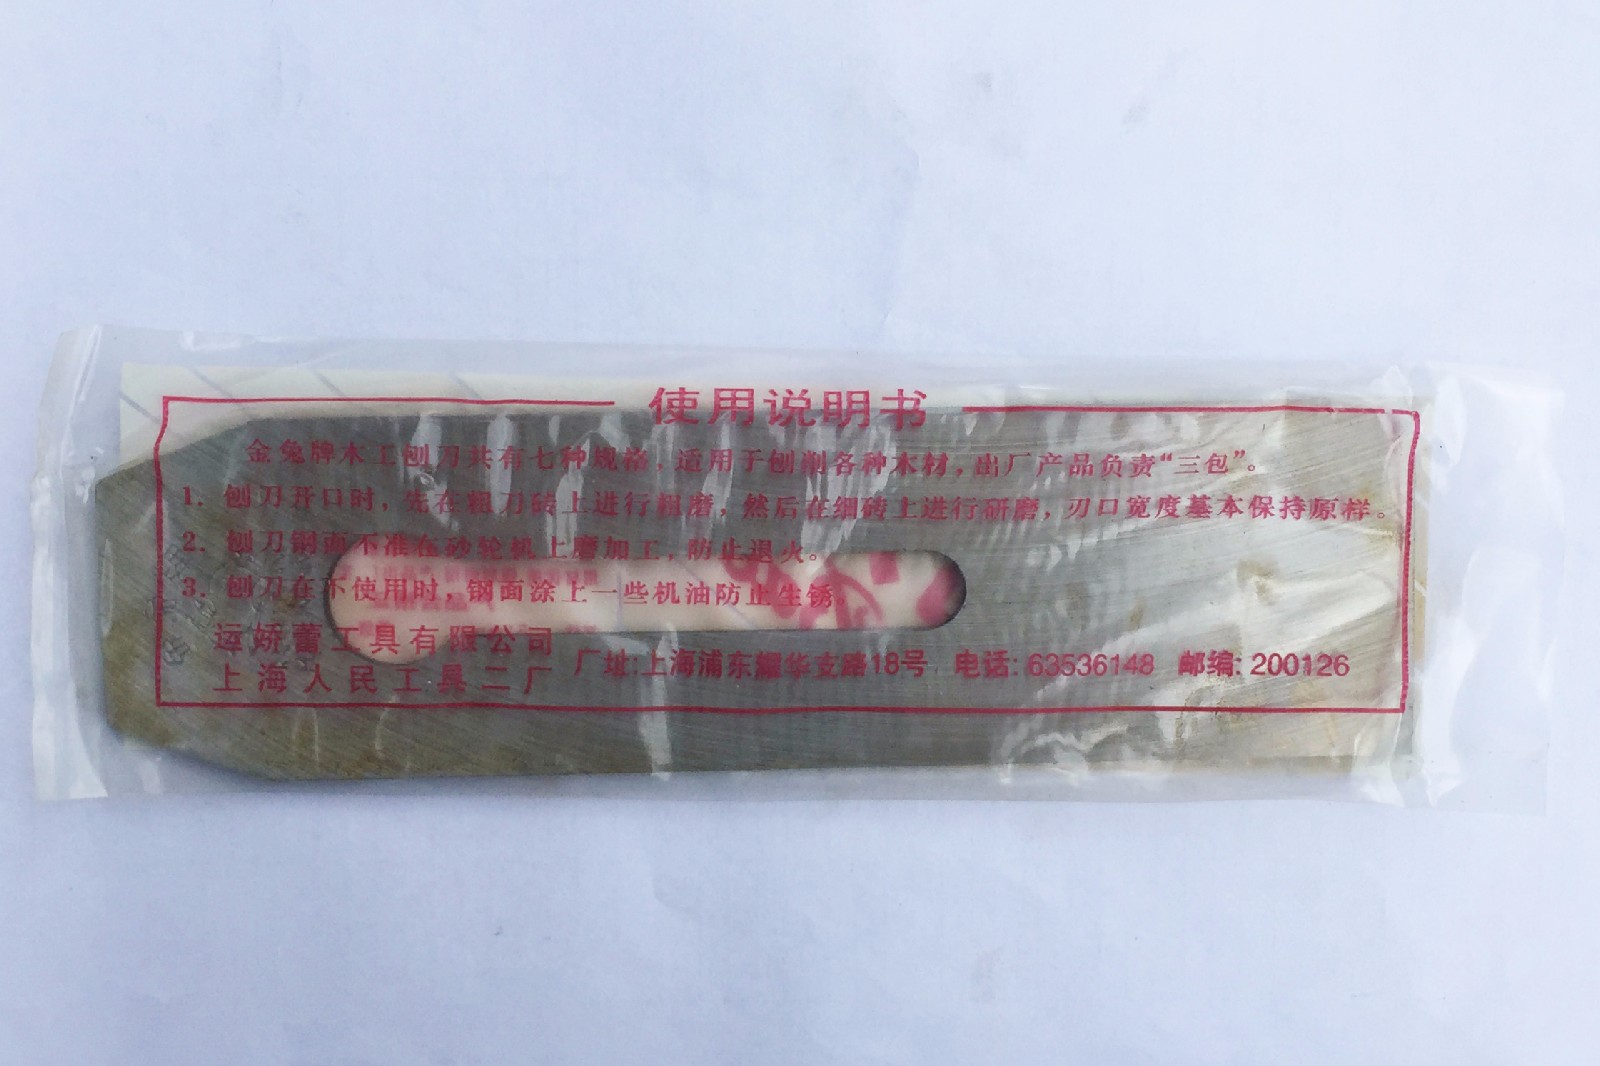 使用说明书
金兔牌木工刨刀共有七种规格，适用于刨削各种木材，出厂产品负责“三包”。
1. 刨刀开口时，先在粗刀砖上进行粗磨，然后在细砖上进行研磨，刃口宽度基本保持原样。
2. 刨刀钢面不准在砂轮机上磨加工，防止退火。
3. 刨刀在不使用时，钢面涂上一些机油防止生锈。
运娇蕾工具有限公司
上海人民工具二厂 厂址:上海浦东耀华支路18号 电话: 63536148 邮编: 200126